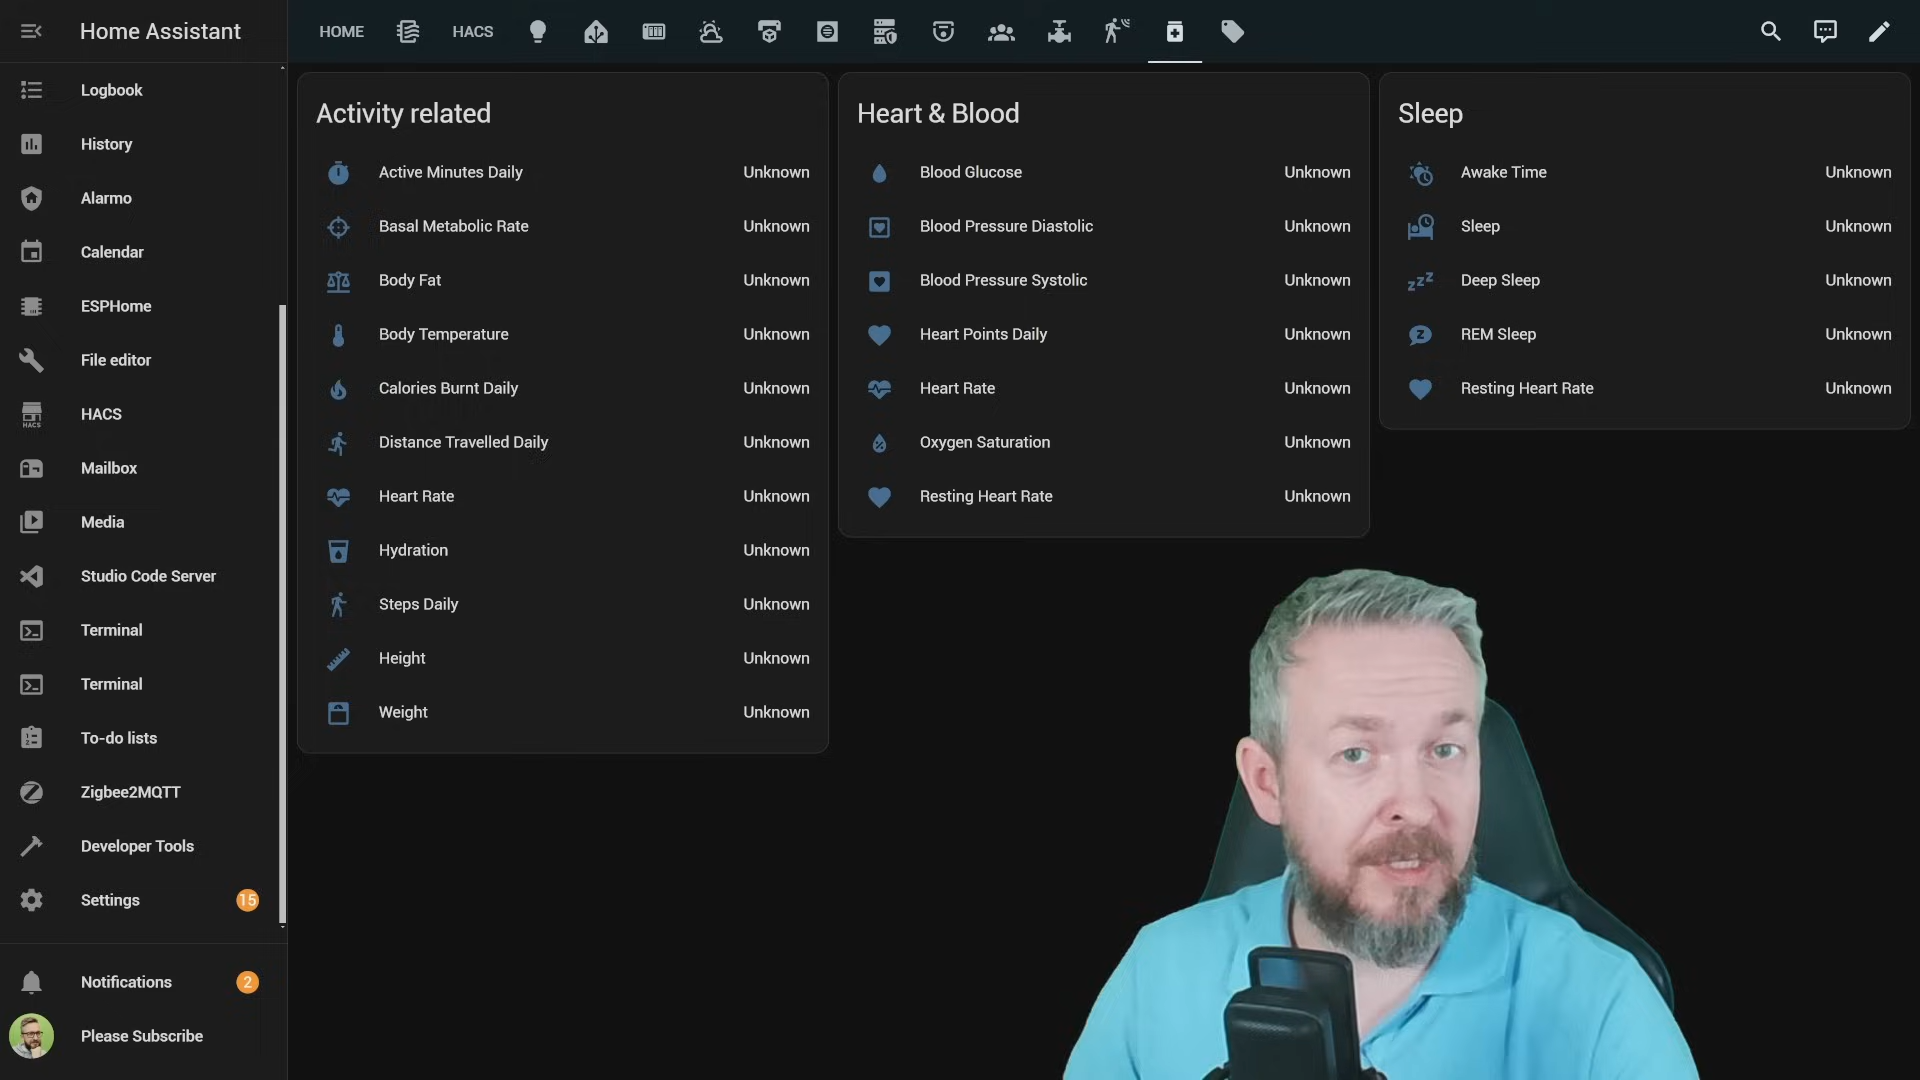 Home Assistant
HOME
HACS
Logbook
History
Alarmo
Calendar
ESPHome
File editor
HACS
HACS
Mailbox
Media
Studio Code Server
Terminal
Terminal
To-do lists
Zigbee2MQTT
Developer Tools
Settings 15
Notifications 2
Please Subscribe
Activity related
Active Minutes Daily Unknown
Basal Metabolic Rate Unknown
Body Fat Unknown
Body Temperature Unknown
Calories Burnt Daily Unknown
Distance Travelled Daily Unknown
Heart Rate Unknown
Hydration Unknown
Steps Daily Unknown
Height Unknown
Weight Unknown
Heart & Blood
Blood Glucose Unknown
Blood Pressure Diastolic Unknown
Blood Pressure Systolic Unknown
Heart Points Daily Unknown
Heart Rate Unknown
Oxygen Saturation Unknown
Resting Heart Rate Unknown
Sleep
Awake Time Unknown
Sleep Unknown
Deep Sleep Unknown
REM Sleep Unknown
Resting Heart Rate Unknown